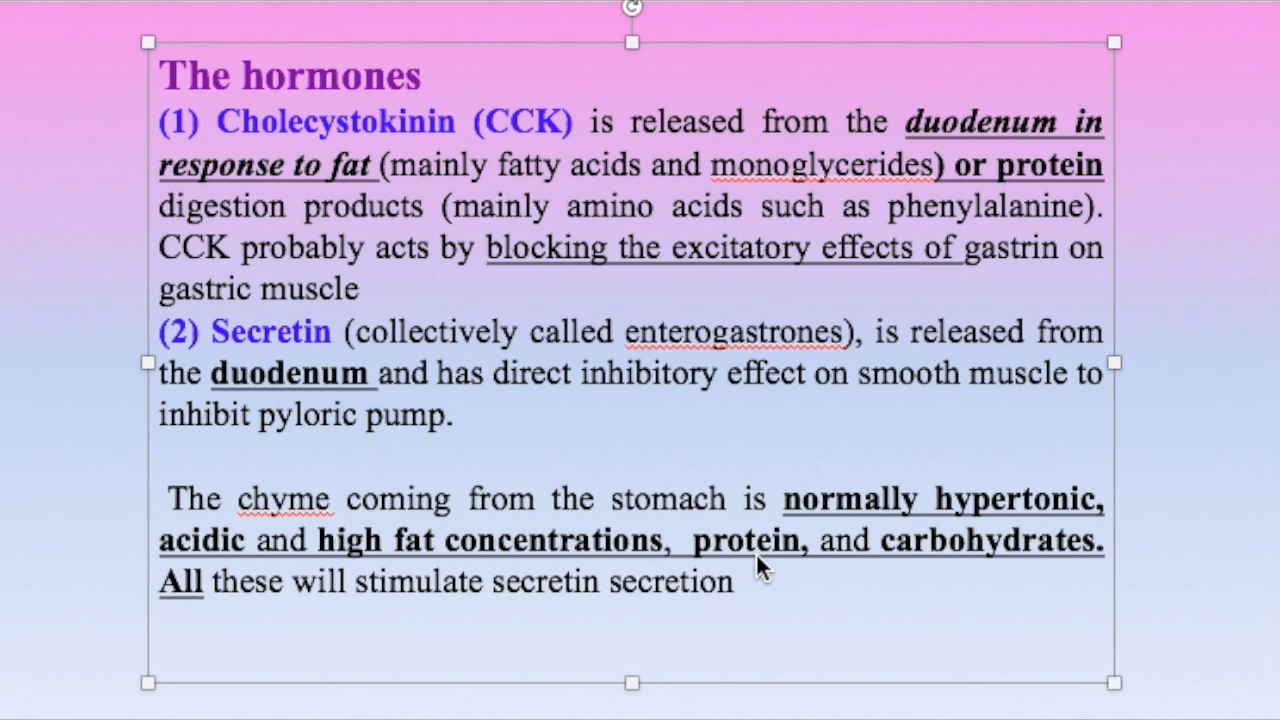 The hormones
(1) Cholecystokinin (CCK) is released from the duodenum in
response to fat (mainly fatty acids and monoglycerides) or protein
digestion products (mainly amino acids such as phenylalanine).
CCK probably acts by blocking the excitatory effects of gastrin on
gastric muscle
(2) Secretin (collectively called enterogastrones), is released from
the duodenum and has direct inhibitory effect on smooth muscle to
inhibit pyloric pump.
The chyme coming from the stomach is normally hypertonic,
acidic and high fat concentrations, protein, and carbohydrates.
All these will stimulate secretin secretion